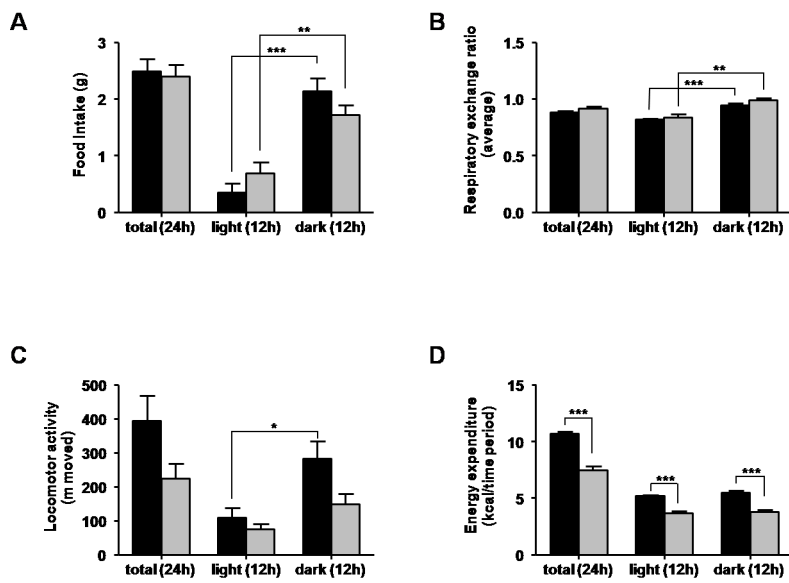 A
Food Intake (g)
3
2
1
0
***
**
total (24h) light (12h) dark (12h)
B
Respiratory exchange ratio
(average)
1.5
1.0
0.5
0.0
***
**
total (24h) light (12h) dark (12h)
C
Locomotor activity
(m moved)
500
400
300
200
100
0
*
total (24h) light (12h) dark (12h)
D
Energy expenditure
(kcal/time period)
15
10
5
0
***
***
***
total (24h) light (12h) dark (12h)